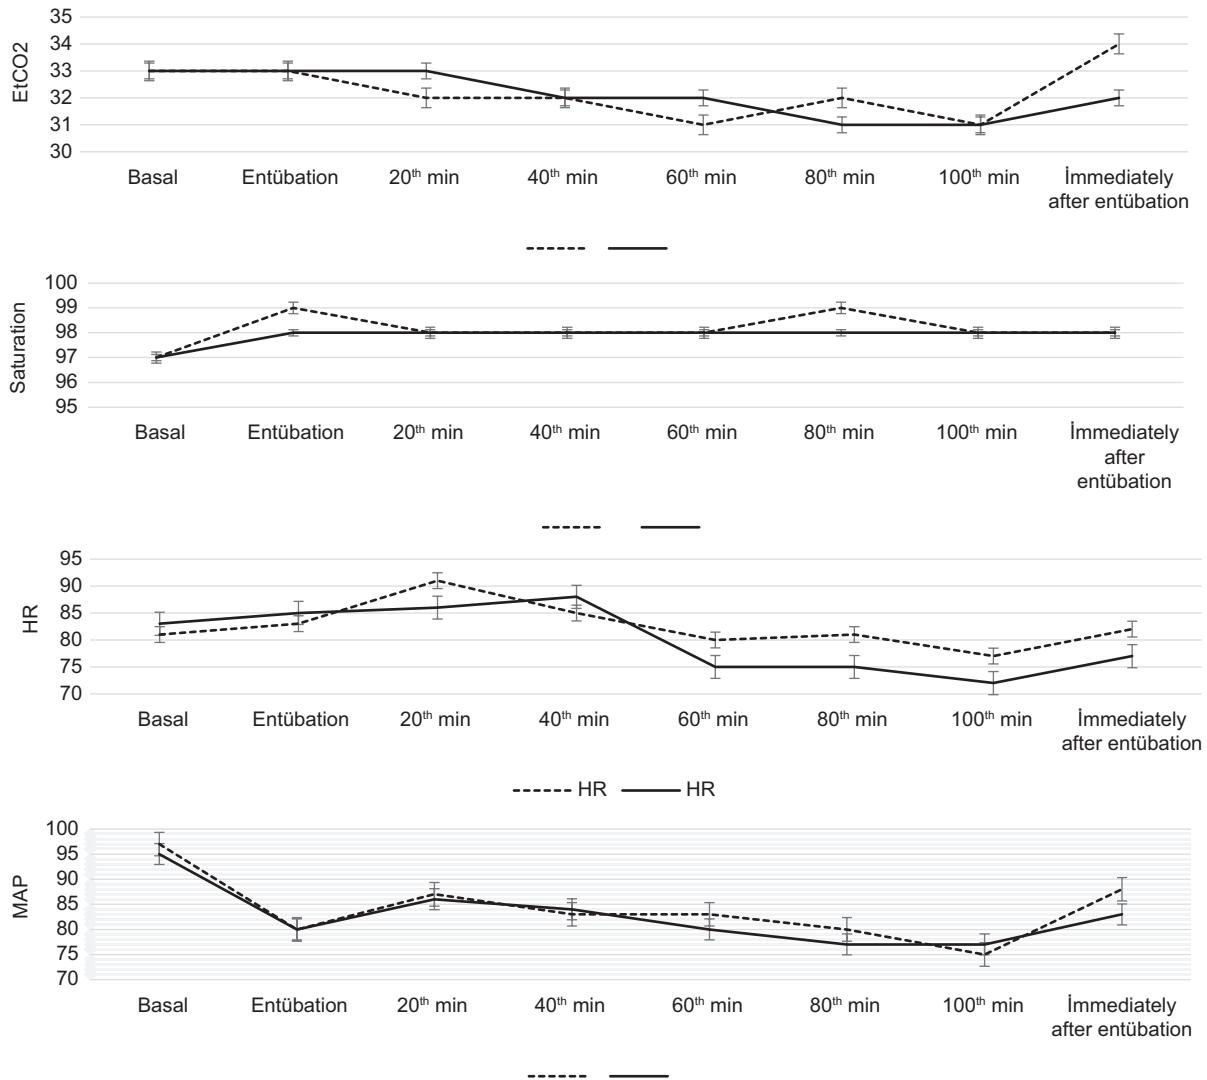 EtCO2
35
34
33
32
31
30
Basal Entübation 20th min 40th min 60th min 80th min 100th min İmmediately
after entübation
Saturation
100
99
98
97
96
95
Basal Entübation 20th min 40th min 60th min 80th min 100th min İmmediately
after
entübation
HR
95
90
85
80
75
70
Basal Entübation 20th min 40th min 60th min 80th min 100th min İmmediately
after entübation
HR HR
MAP
100
95
90
85
80
75
70
Basal Entübation 20th min 40th min 60th min 80th min 100th min İmmediately
after entübation